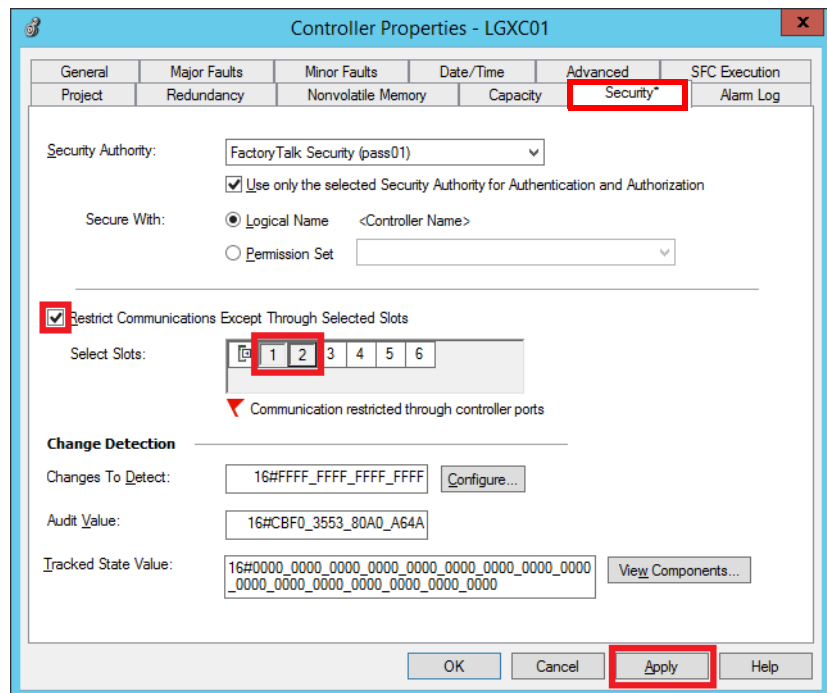 Controller Properties - LGXC01
x
General Major Faults Minor Faults Date/Time Advanced SFC Execution
Project Redundancy Nonvolatile Memory Capacity Security* Alarm Log
Security Authority: FactoryTalk Security (pass01)
Use only the selected Security Authority for Authentication and Authorization
Secure With: Logical Name <Controller Name>
Permission Set
Restrict Communications Except Through Selected Slots
Select Slots: 1 2 3 4 5 6
Communication restricted through controller ports
Change Detection
Changes To Detect: 16#FFFF_FFFF_FFFF_FFFF Configure...
Audit Value: 16#CBF0_3553_80A0_A64A
Tracked State Value: 16#0000_0000_0000_0000_0000_0000_0000_0000_0000
_0000_0000_0000_0000_0000_0000_0000 View Components...
OK Cancel Apply Help